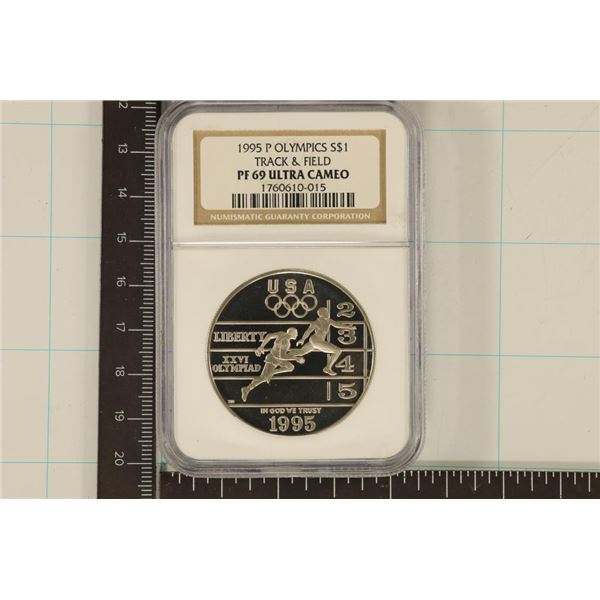 1995 P OLYMPICS S$1
TRACK & FIELD
PF 69 ULTRA CAMEO
1760610-015
NUMISMATIC GUARANTY CORPORATION
USA
2
LIBERTY 3
XXVI 4
OLYMPIAD 5
IN GOD WE TRUST
1995
12
13
14
15
16
17
18
19
20